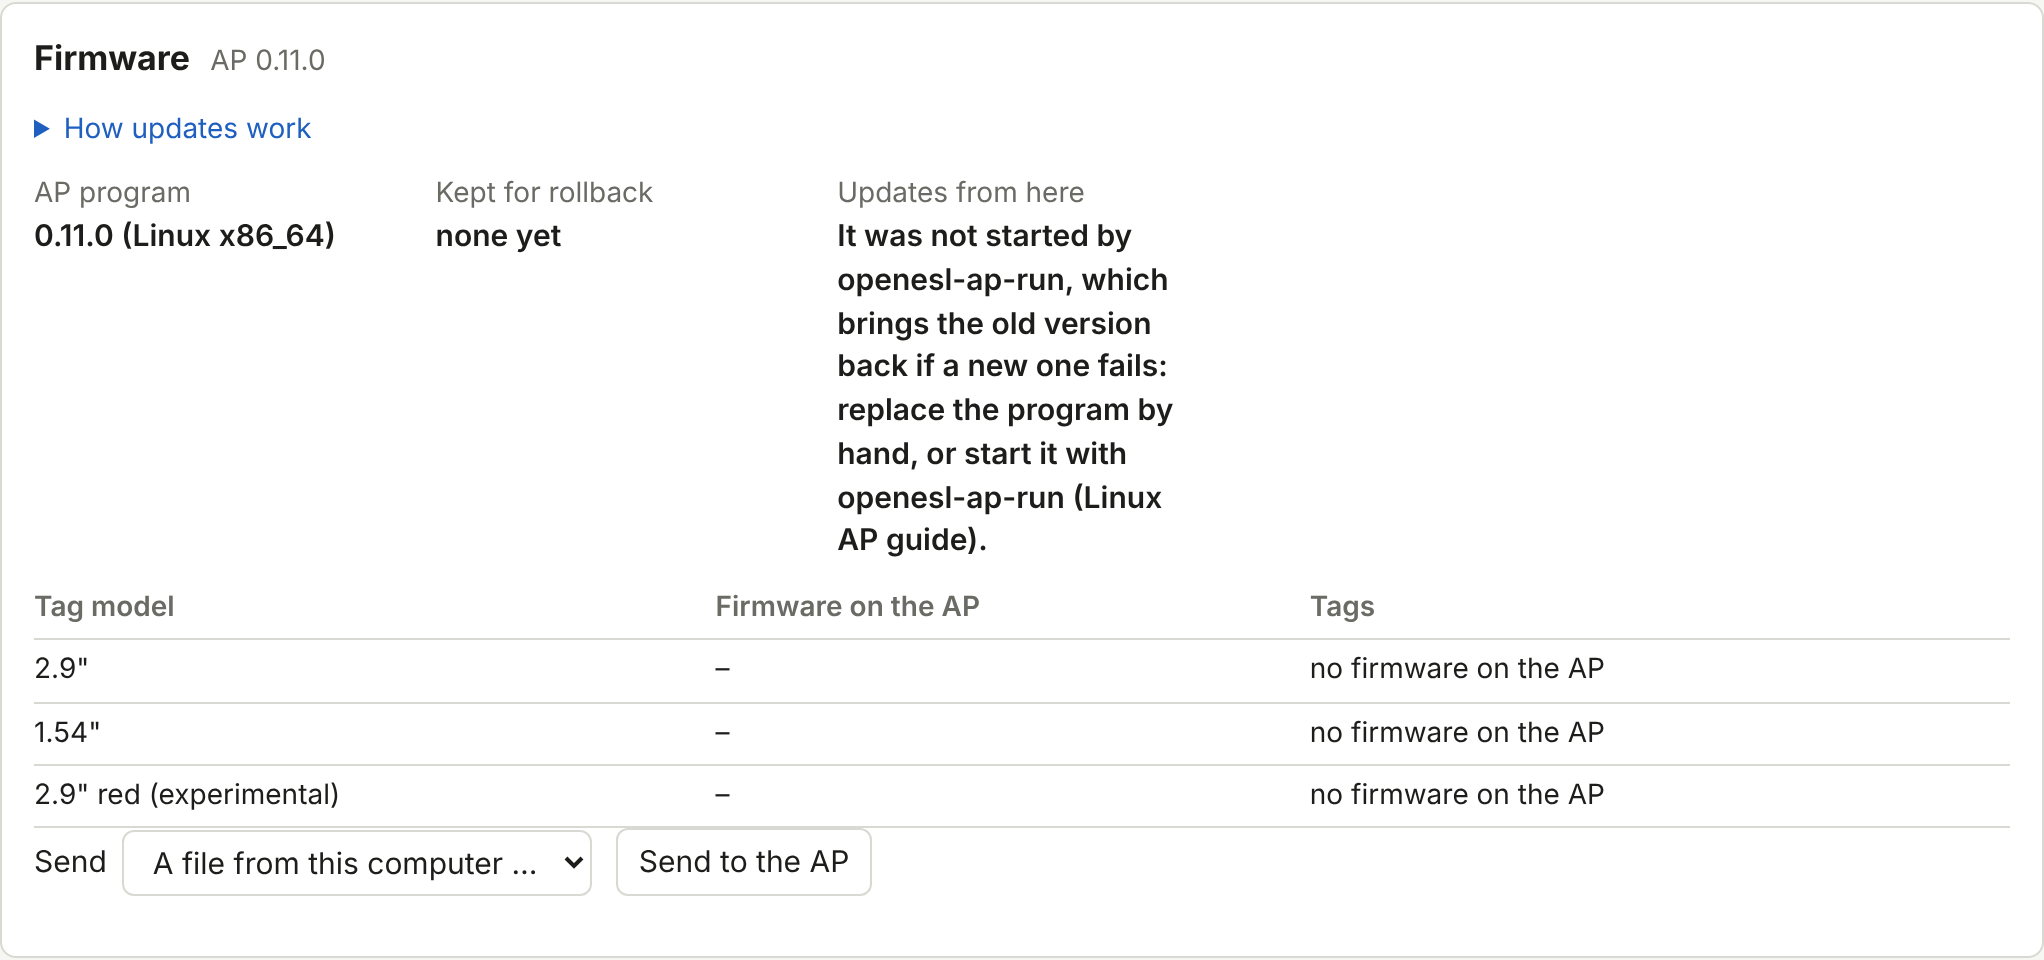 Firmware AP 0.11.0
How updates work
AP program
0.11.0 (Linux x86_64)
Kept for rollback
none yet
Updates from here
It was not started by
openesl-ap-run, which
brings the old version
back if a new one fails:
replace the program by
hand, or start it with
openesl-ap-run (Linux
AP guide).
Tag model Firmware on the AP Tags
2.9" – no firmware on the AP
1.54" – no firmware on the AP
2.9" red (experimental) – no firmware on the AP
Send A file from this computer ... Send to the AP